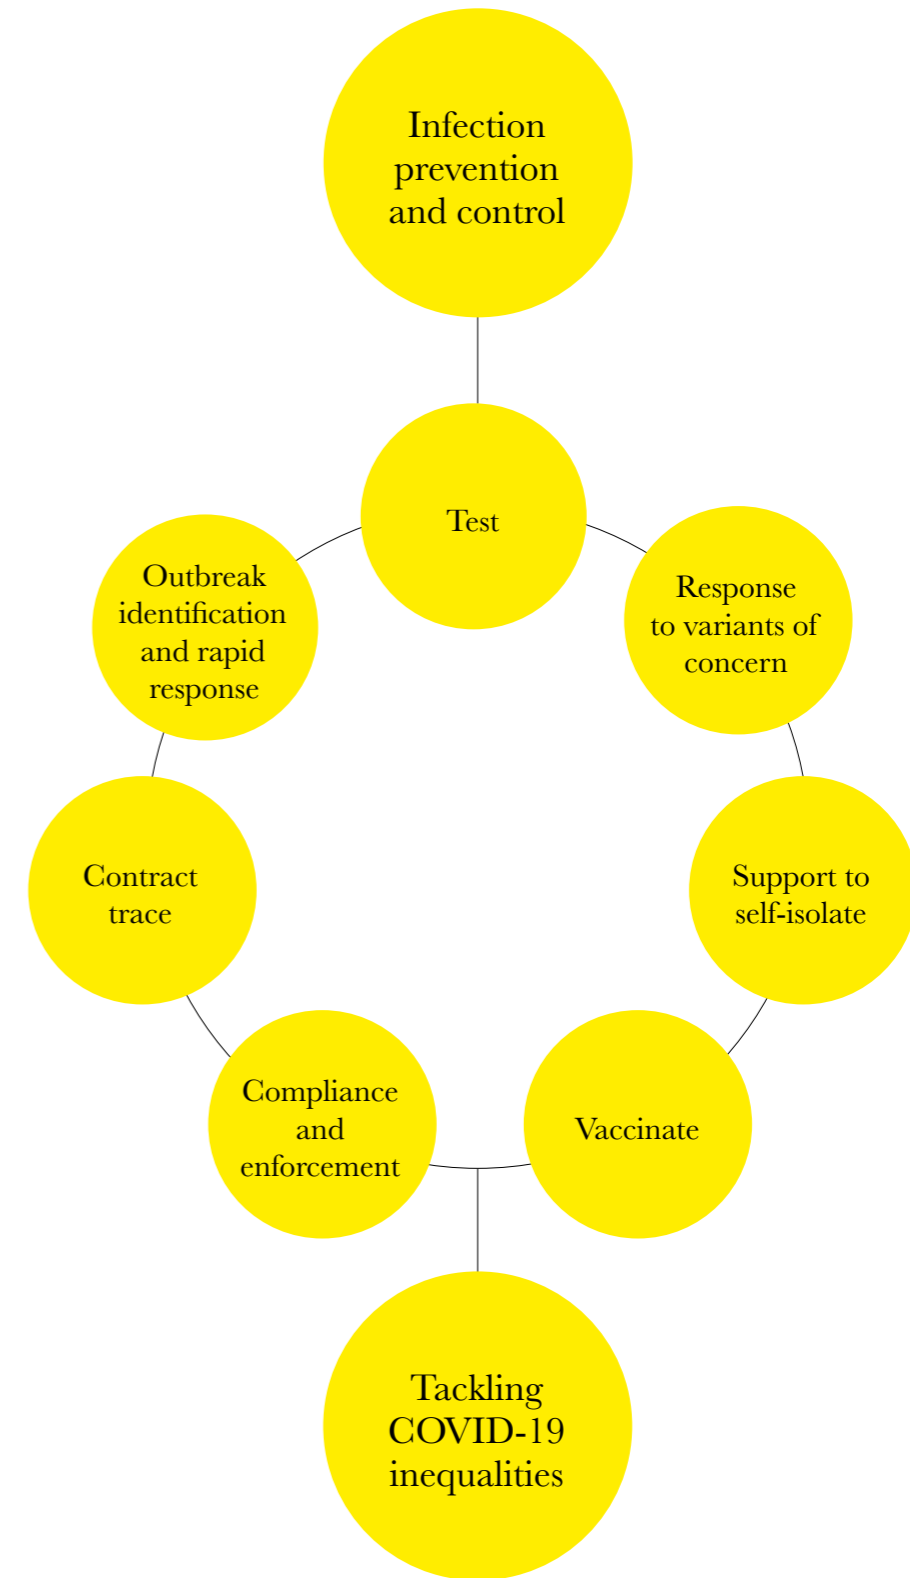 Infection
prevention
and control
Test
Response
to variants of
concern
Support to
self-isolate
Vaccinate
Compliance
and
enforcement
Contract
trace
Outbreak
identification
and rapid
response
Tackling
COVID-19
inequalities